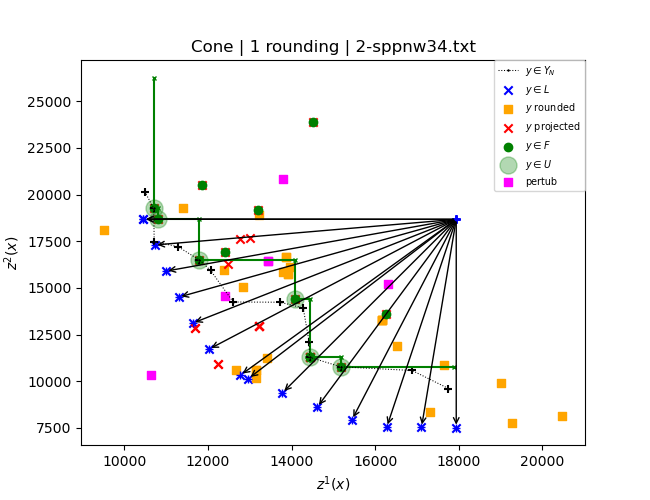 Cone | 1 rounding | 2-sppnw34.txt
y ∈ Y_N
y ∈ L
y rounded
y projected
y ∈ F
y ∈ U
pertub
25000
22500
20000
17500
15000
12500
10000
7500
z²(x)
10000 12000 14000 16000 18000 20000
z¹(x)